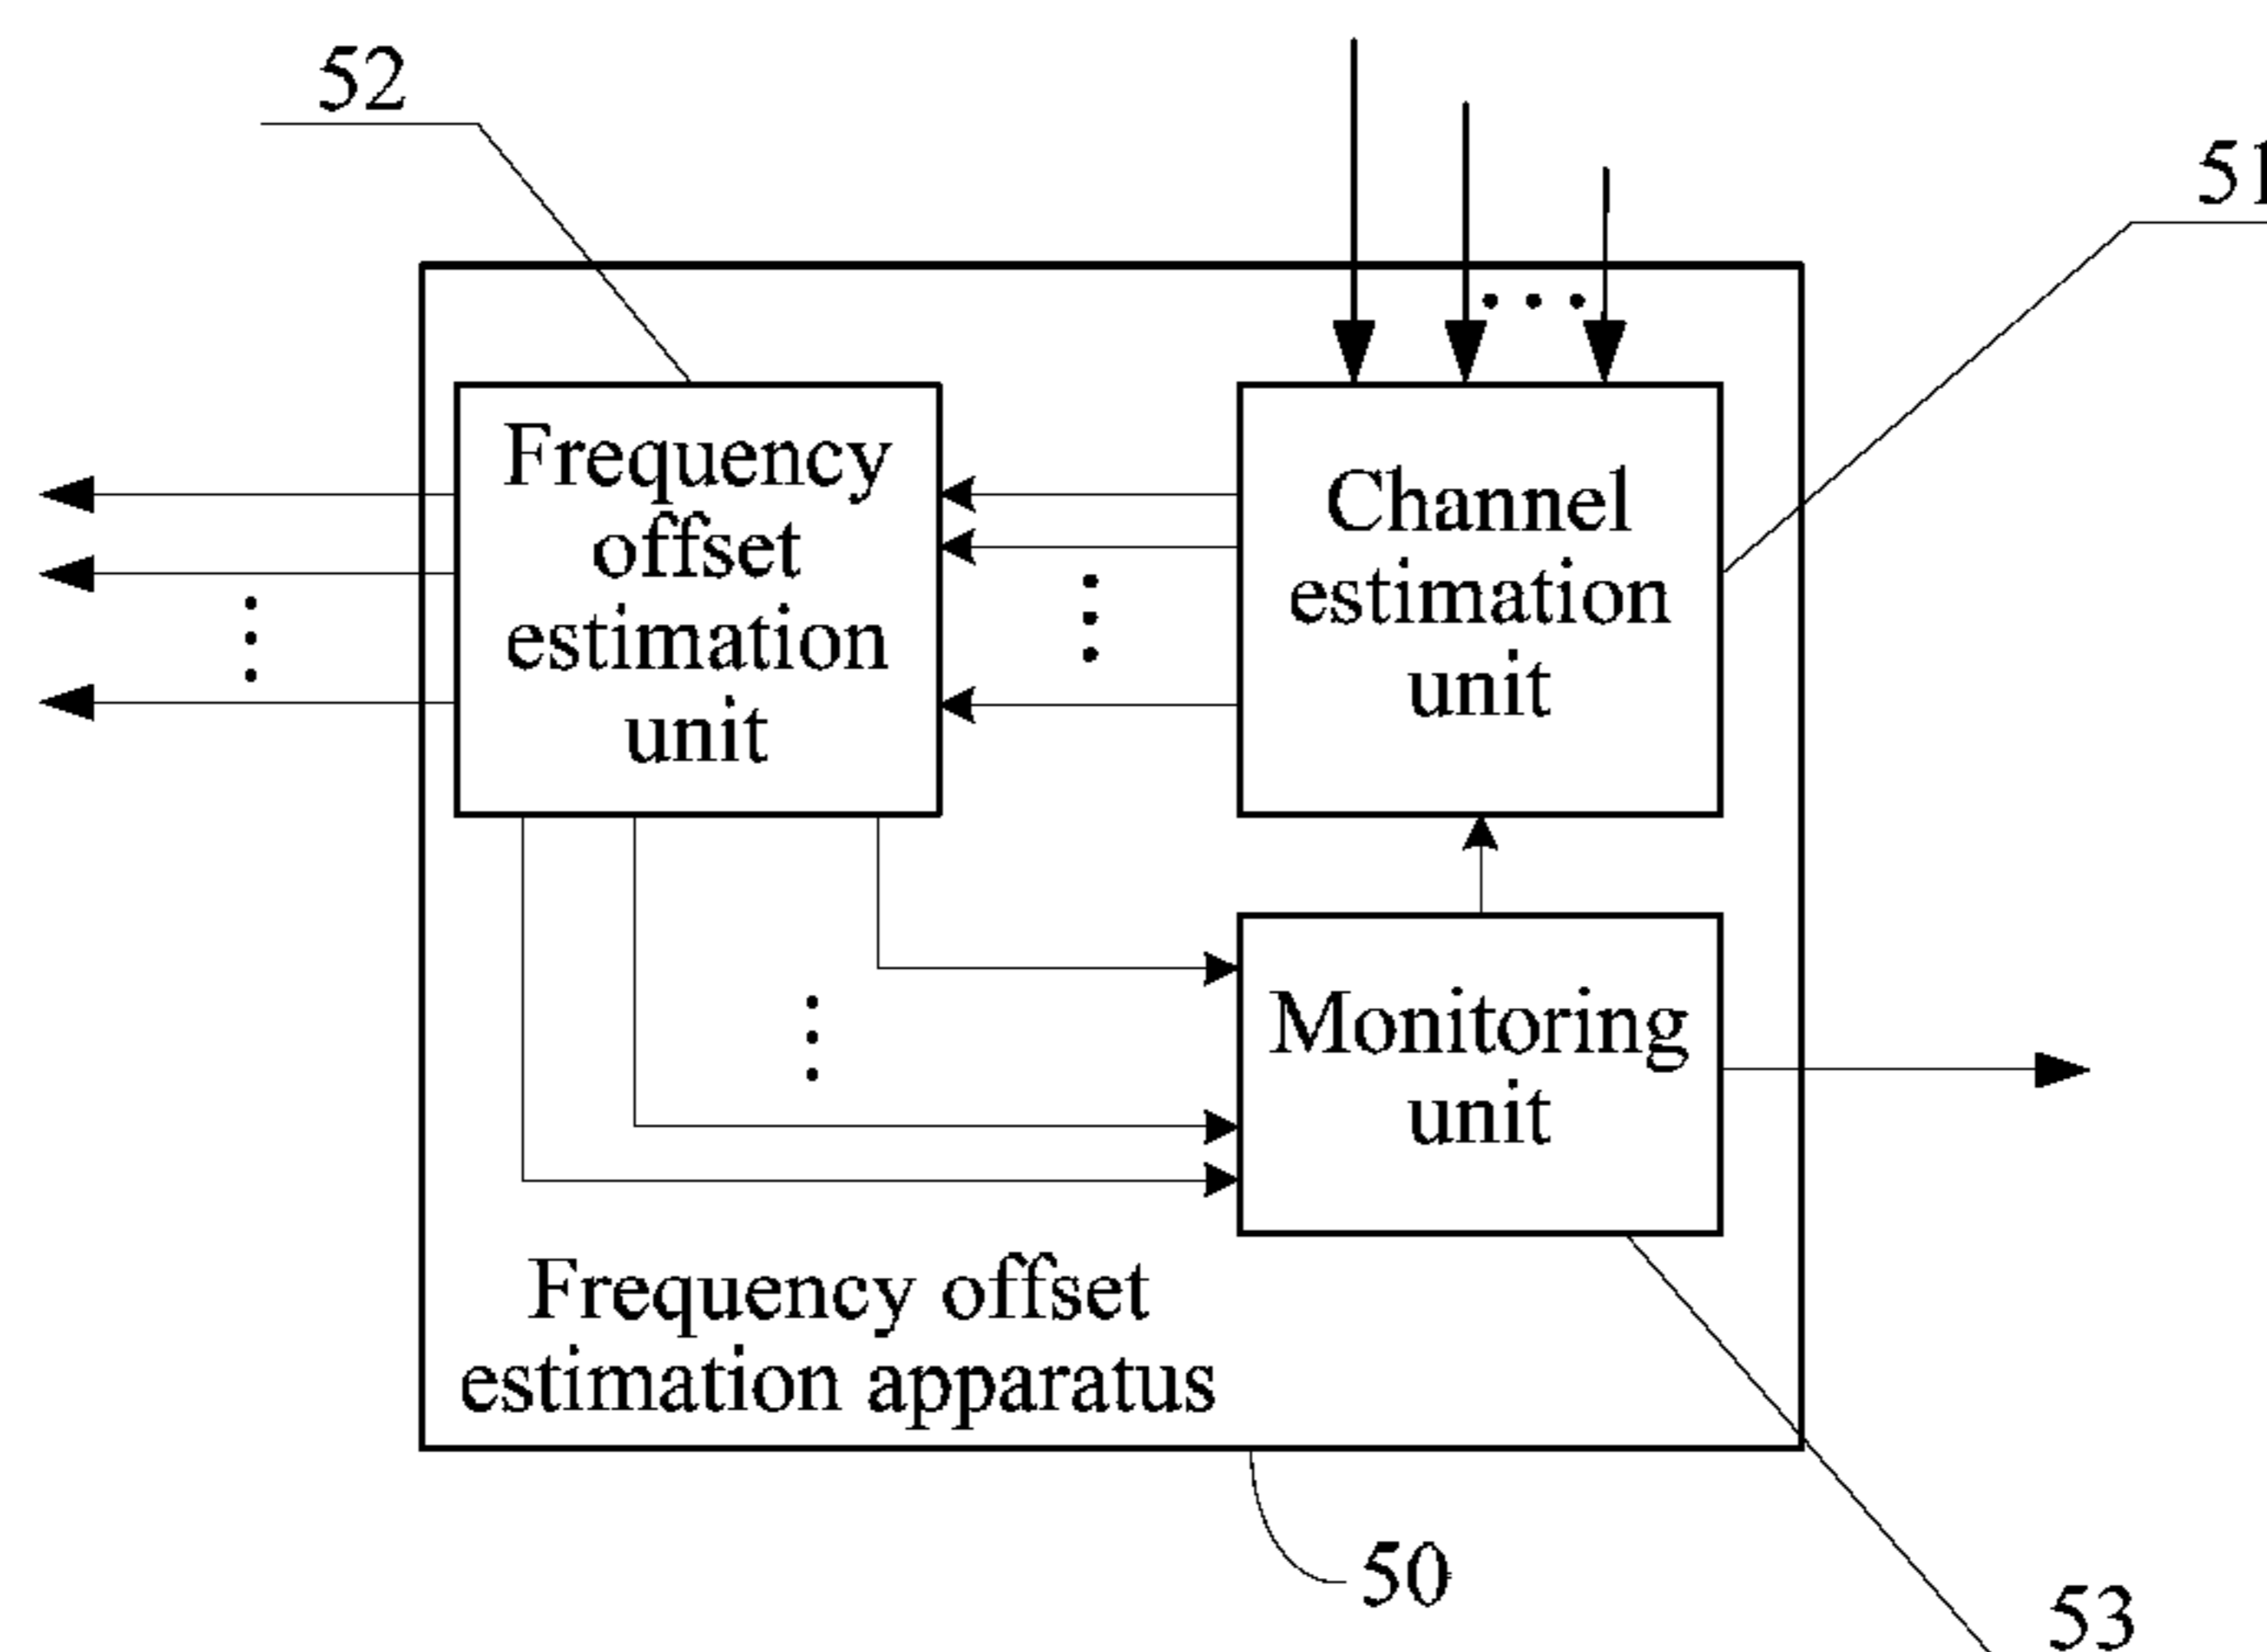 52
51
Frequency
offset
estimation
unit
Channel
estimation
unit
Monitoring
unit
Frequency offset
estimation apparatus
50
53